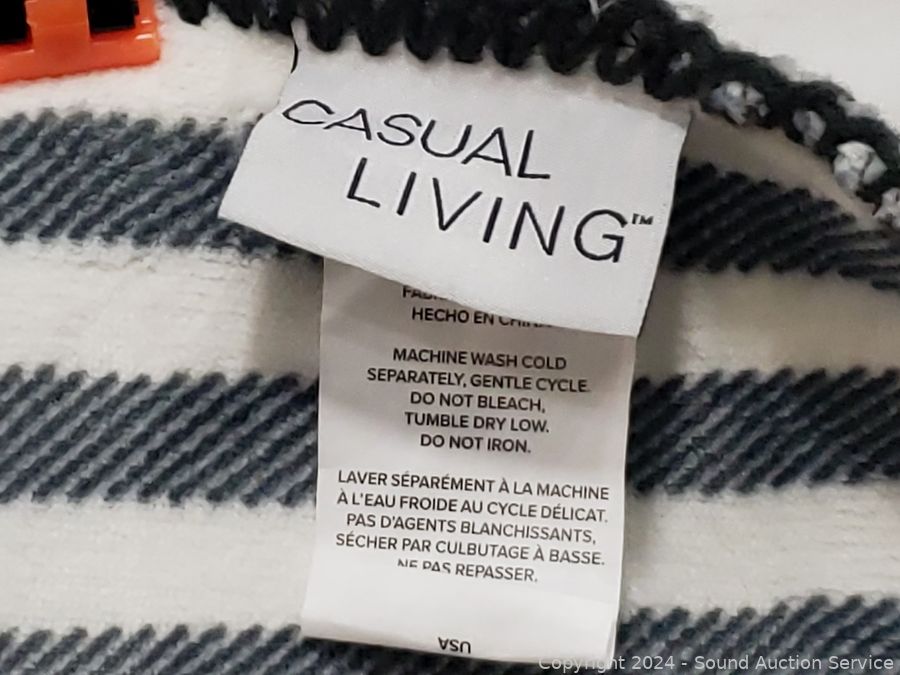 CASUAL
LIVING™
HECHO EN
MACHINE WASH COLD
SEPARATELY, GENTLE CYCLE.
DO NOT BLEACH,
TUMBLE DRY LOW.
DO NOT IRON.
LAVER SÉPARÉMENT À LA MACHINE
À L'EAU FROIDE AU CYCLE DÉLICAT.
PAS D'AGENTS BLANCHISSANTS,
SÉCHER PAR CULBUTAGE À BASSE.
NE PAS REPASSER.
USA
Copyright 2024 - Sound Auction Service